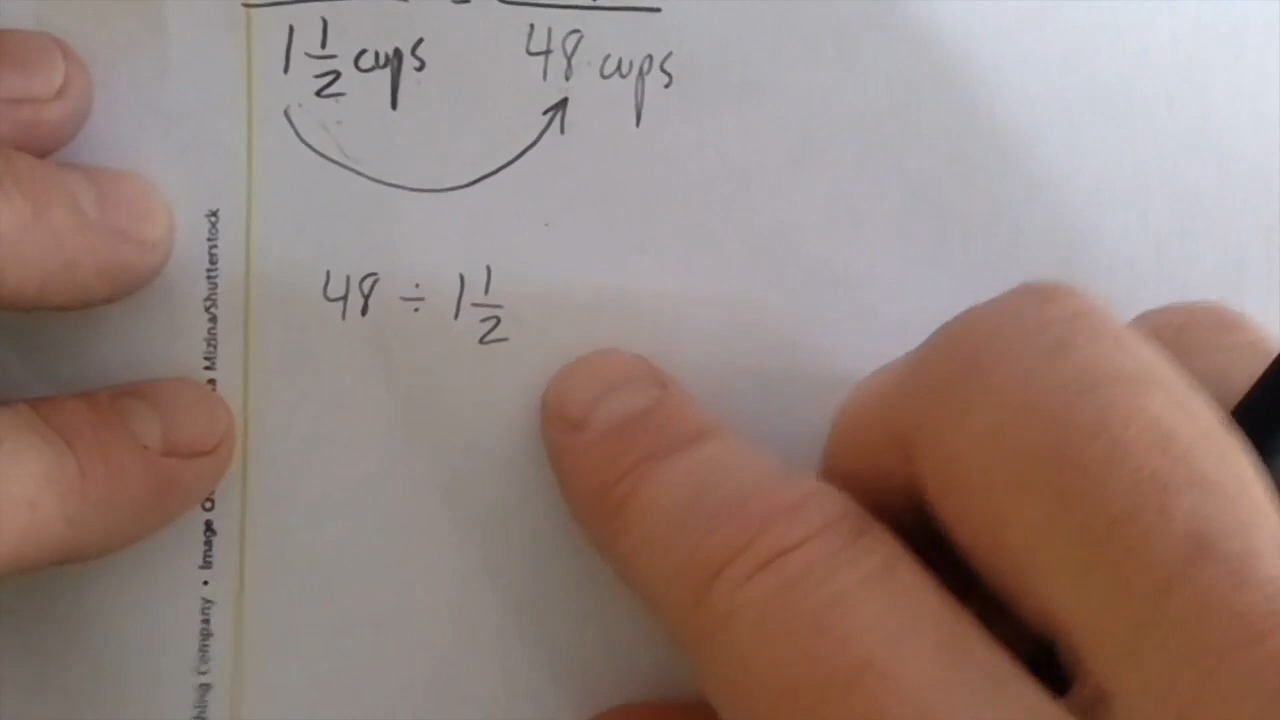 1 1/2 cups 48 cups
48 ÷ 1 1/2
Mizina/Shutterstock
Company • Image